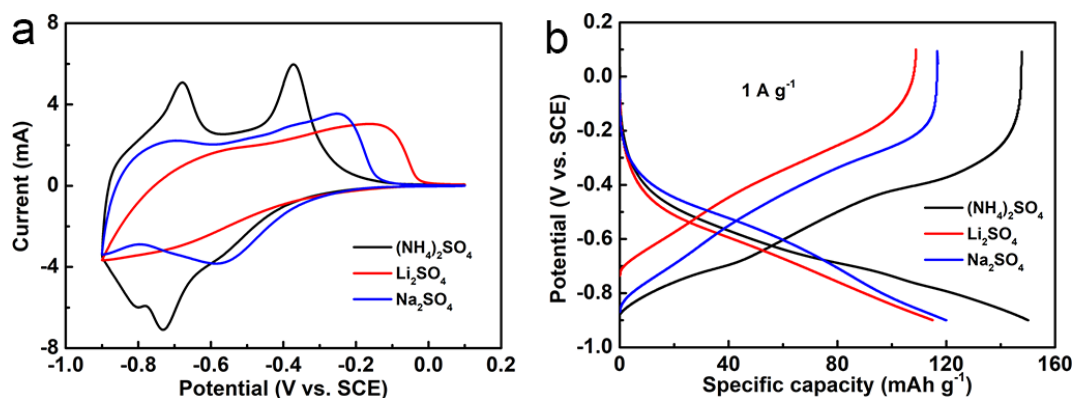 a
8
4
0
-4
-8
Current (mA)
-1.0 -0.8 -0.6 -0.4 -0.2 0.0 0.2
Potential (V vs. SCE)
(NH₄)₂SO₄
Li₂SO₄
Na₂SO₄
b
0.2
0.0
-0.2
-0.4
-0.6
-0.8
-1.0
Potential (V vs. SCE)
0 40 80 120 160
Specific capacity (mAh g⁻¹)
1 A g⁻¹
(NH₄)₂SO₄
Li₂SO₄
Na₂SO₄